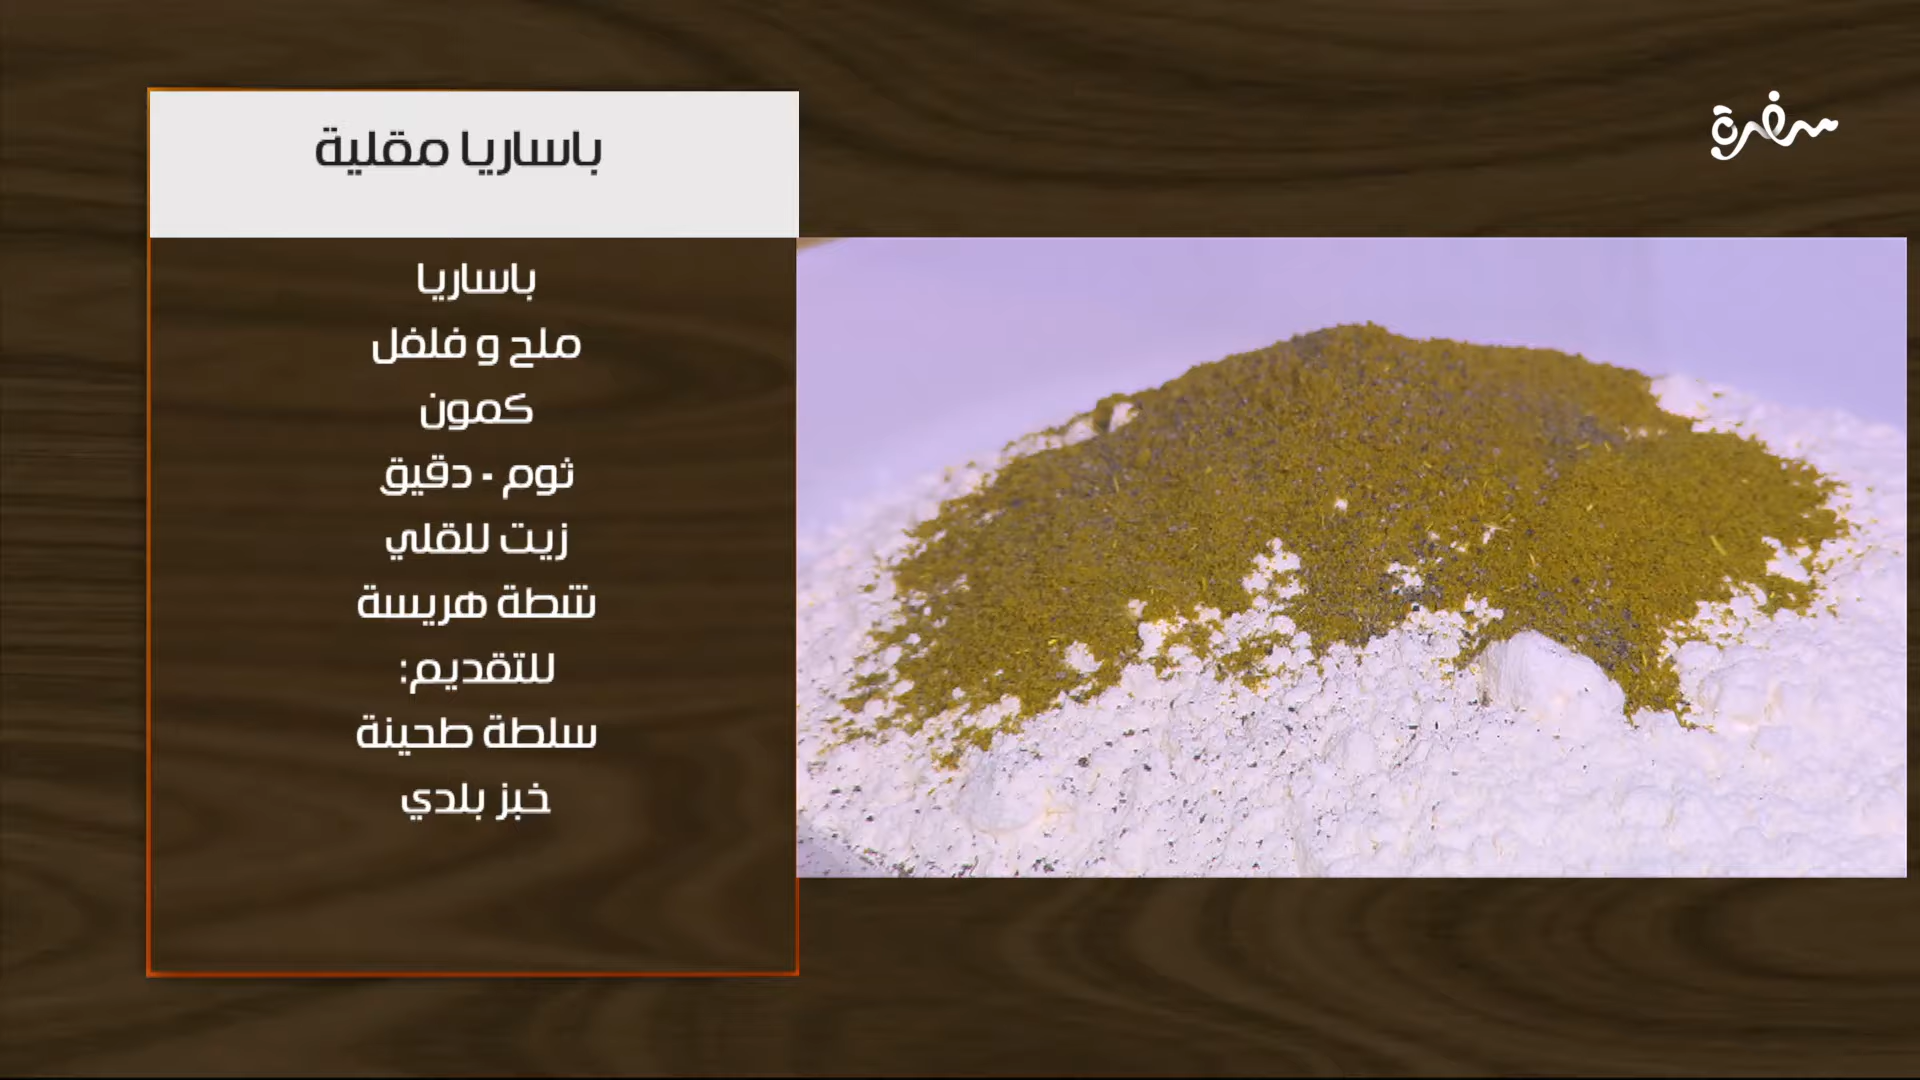 سفرة
باساريا مقلية
باساريا
ملح و فلفل
كمون
ثوم - دقيق
زيت للقلي
شطة هريسة
للتقديم:
سلطة طحينة
خبز بلدي